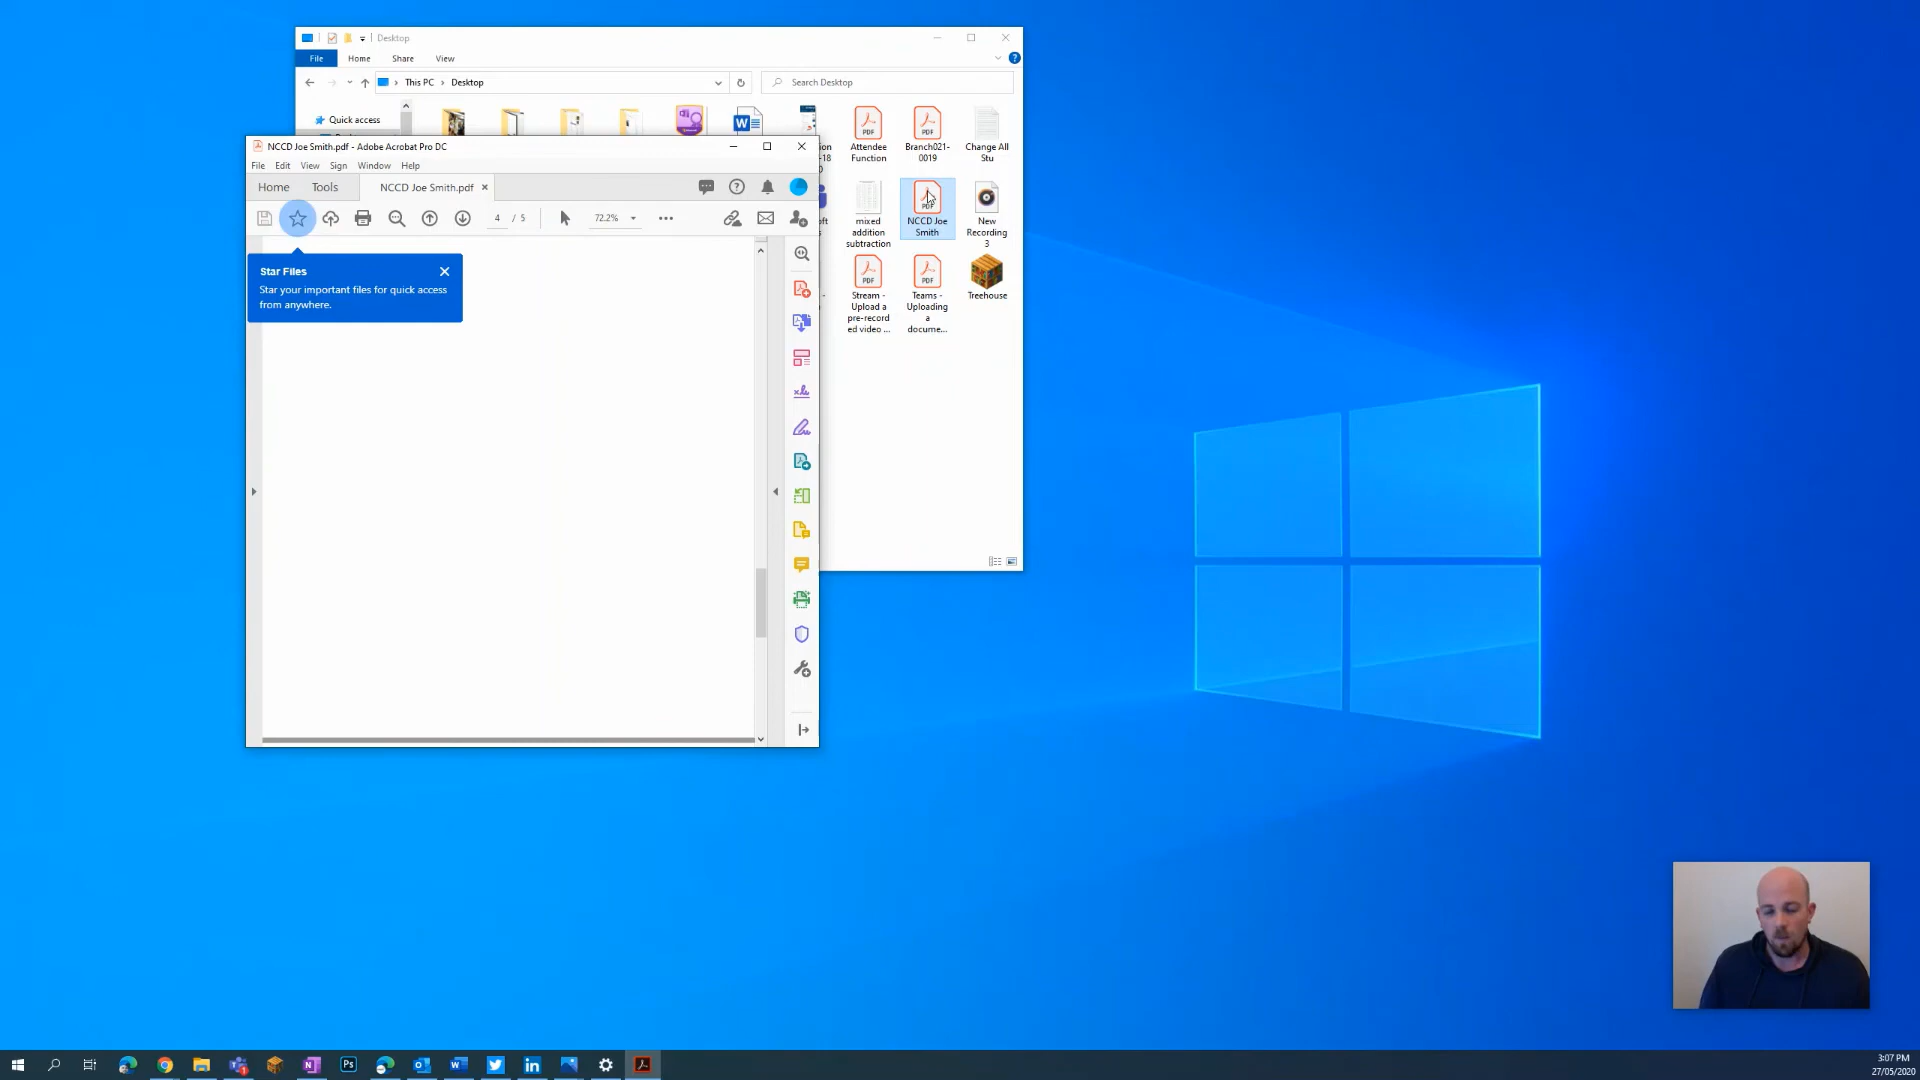 Desktop
File Home Share View
This PC > Desktop
Search Desktop
Quick access
Attendee
Function
Branch021-
0019
Change All
Stu
mixed
addition
subtraction
NCCD Joe
Smith
New
Recording
3
Stream -
Upload a
pre-record
ed video ...
Teams -
Uploading
a
docume...
Treehouse
NCCD Joe Smith.pdf - Adobe Acrobat Pro DC
File Edit View Sign Window Help
Home Tools NCCD Joe Smith.pdf
4 / 5 72.2%
Star Files
Star your important files for quick access
from anywhere.
3:07 PM
27/05/2020